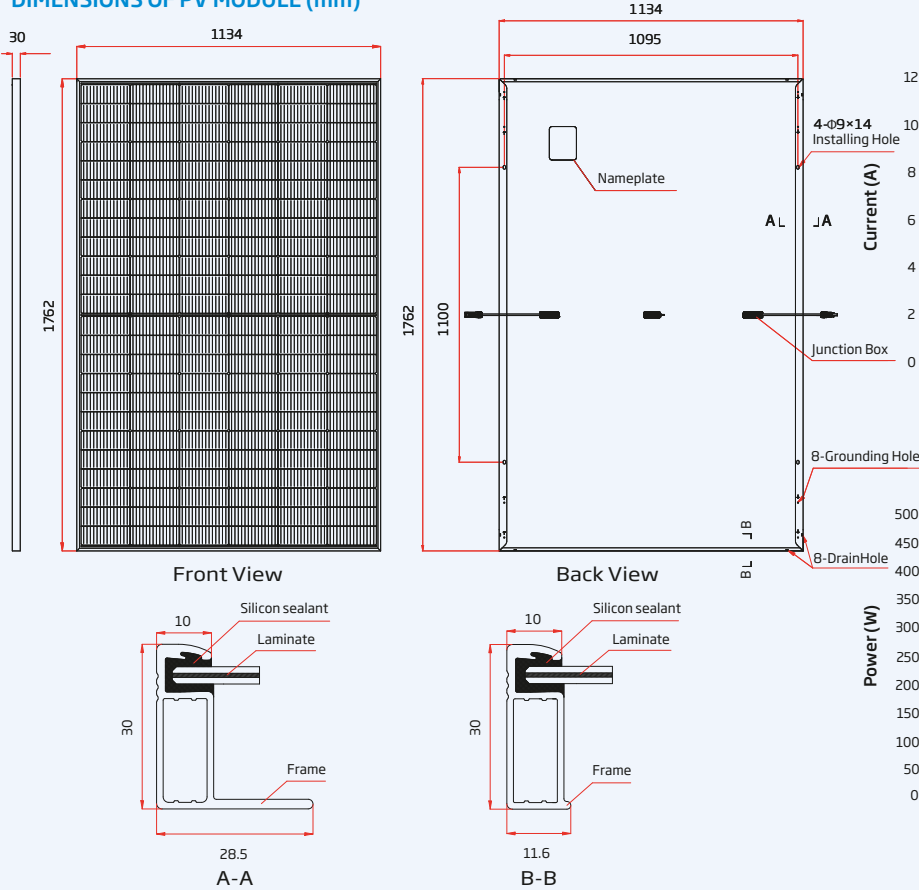 DIMENSIONS OF PV MODULE (mm)
30
1134
1762
Front View
1134
1095
4-Φ9×14
Installing Hole
Nameplate
A
A
1762
1100
Junction Box
8-Grounding Hole
B
8-DrainHole
B
Back View
12
10
8
6
4
2
0
Current (A)
500
450
400
350
300
250
200
150
100
50
0
Power (W)
10
Silicon sealant
Laminate
30
Frame
28.5
A-A
10
Silicon sealant
Laminate
30
Frame
11.6
B-B